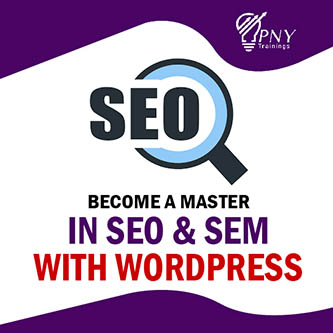 PNY
Trainings
SEO
BECOME A MASTER
IN SEO & SEM
WITH WORDPRESS